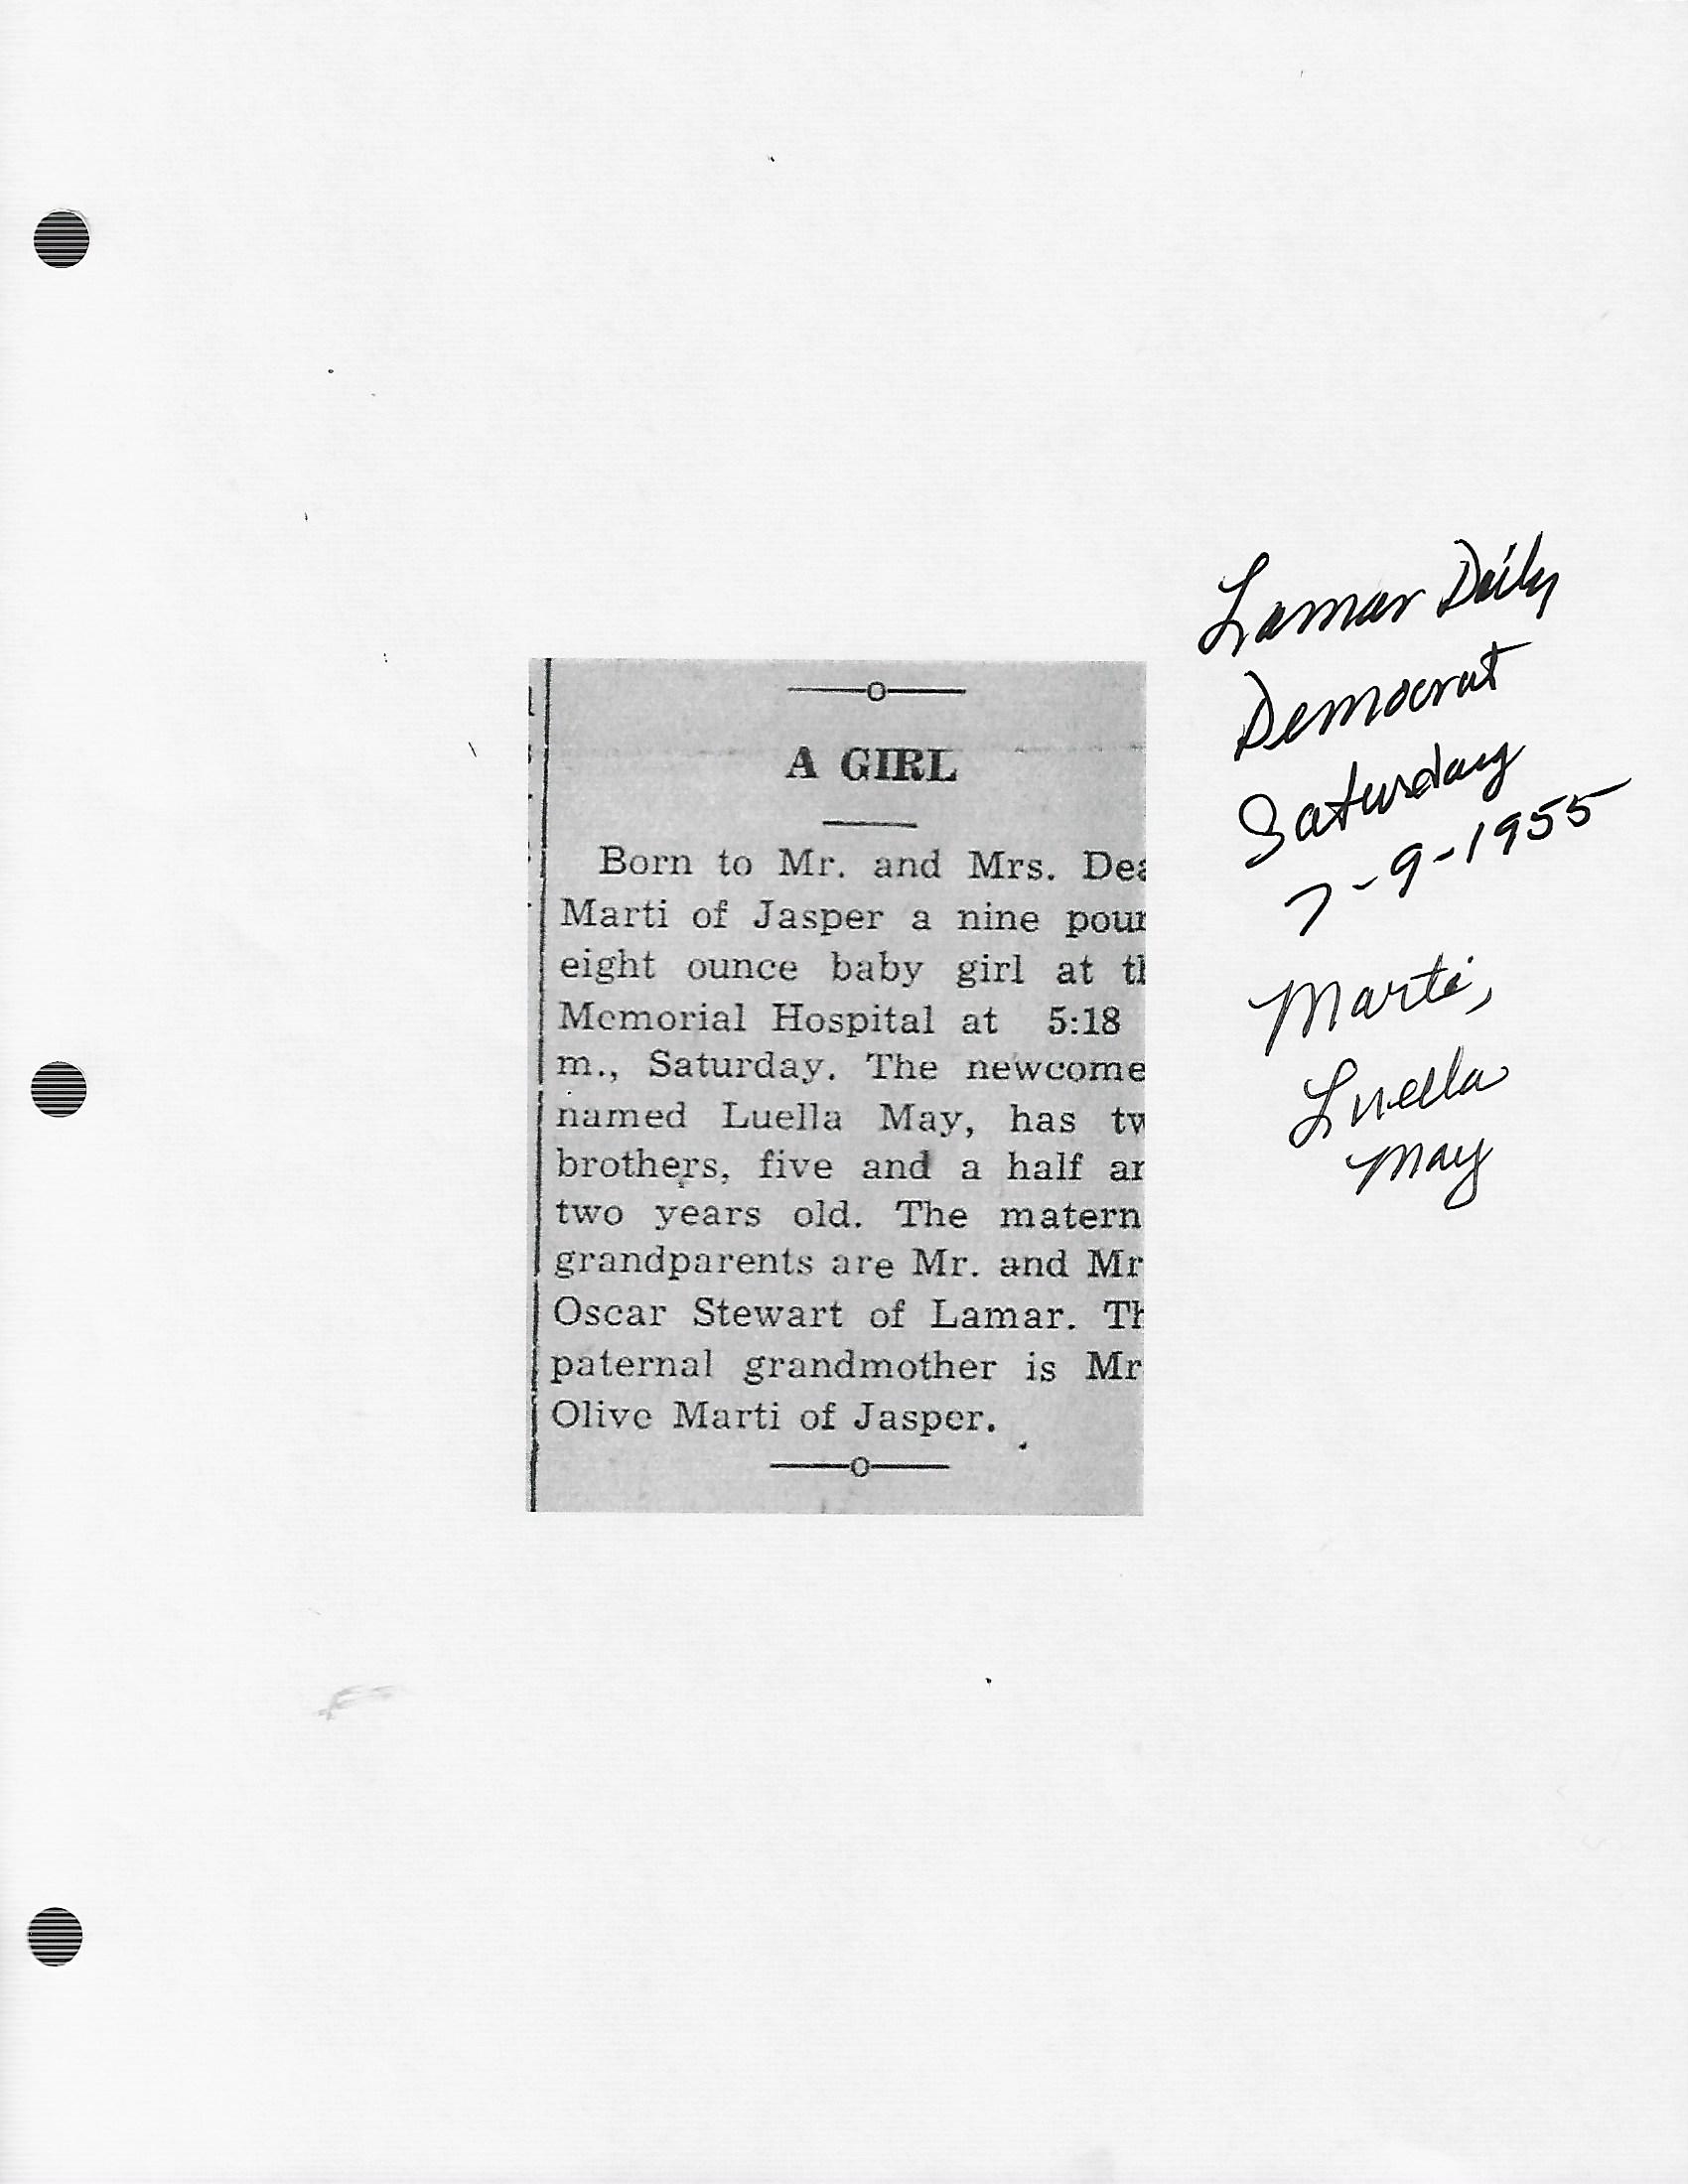 A GIRL
Born to Mr. and Mrs. Dea
Marti of Jasper a nine pour
eight ounce baby girl at th
Memorial Hospital at 5:18
m., Saturday. The newcome
named Luella May, has tw
brothers, five and a half an
two years old. The matern
grandparents are Mr. and Mr
Oscar Stewart of Lamar. Th
paternal grandmother is Mr
Olive Marti of Jasper.
Lamar Daily
Democrat
Saturday
7-9-1955
Marti,
Luella
May